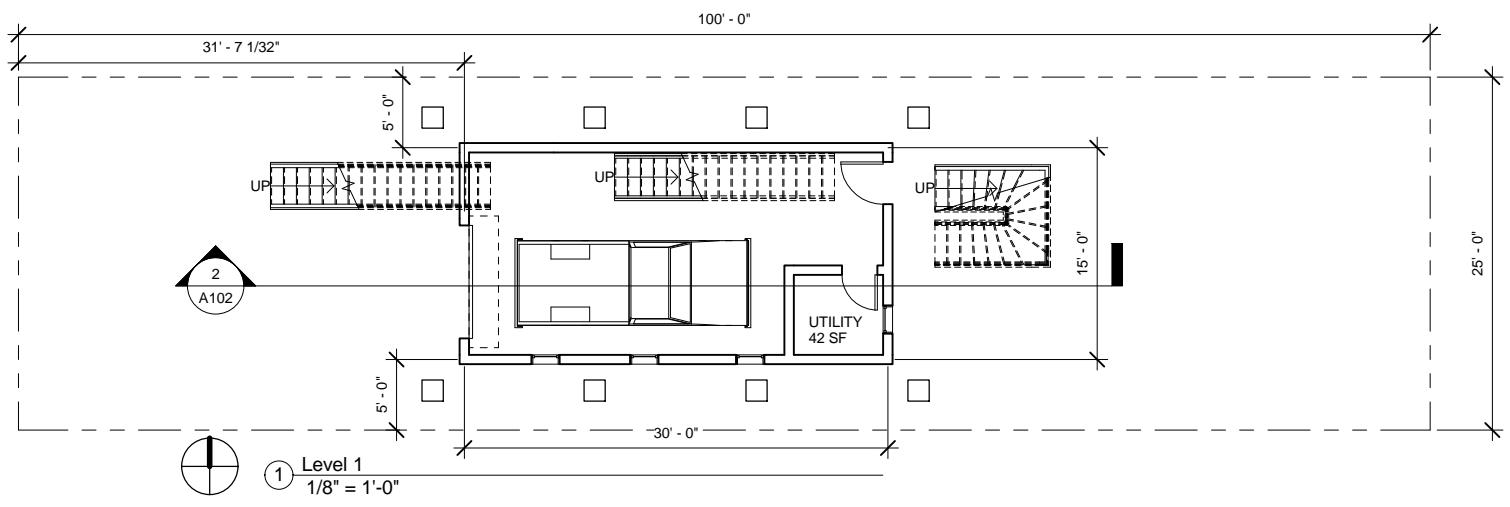 100' - 0"
31' - 7 1/32"
5' - 0"
UP
UP
UP
15' - 0"
25' - 0"
2
A102
UTILITY
42 SF
5' - 0"
30' - 0"
1
Level 1
1/8" = 1'-0"